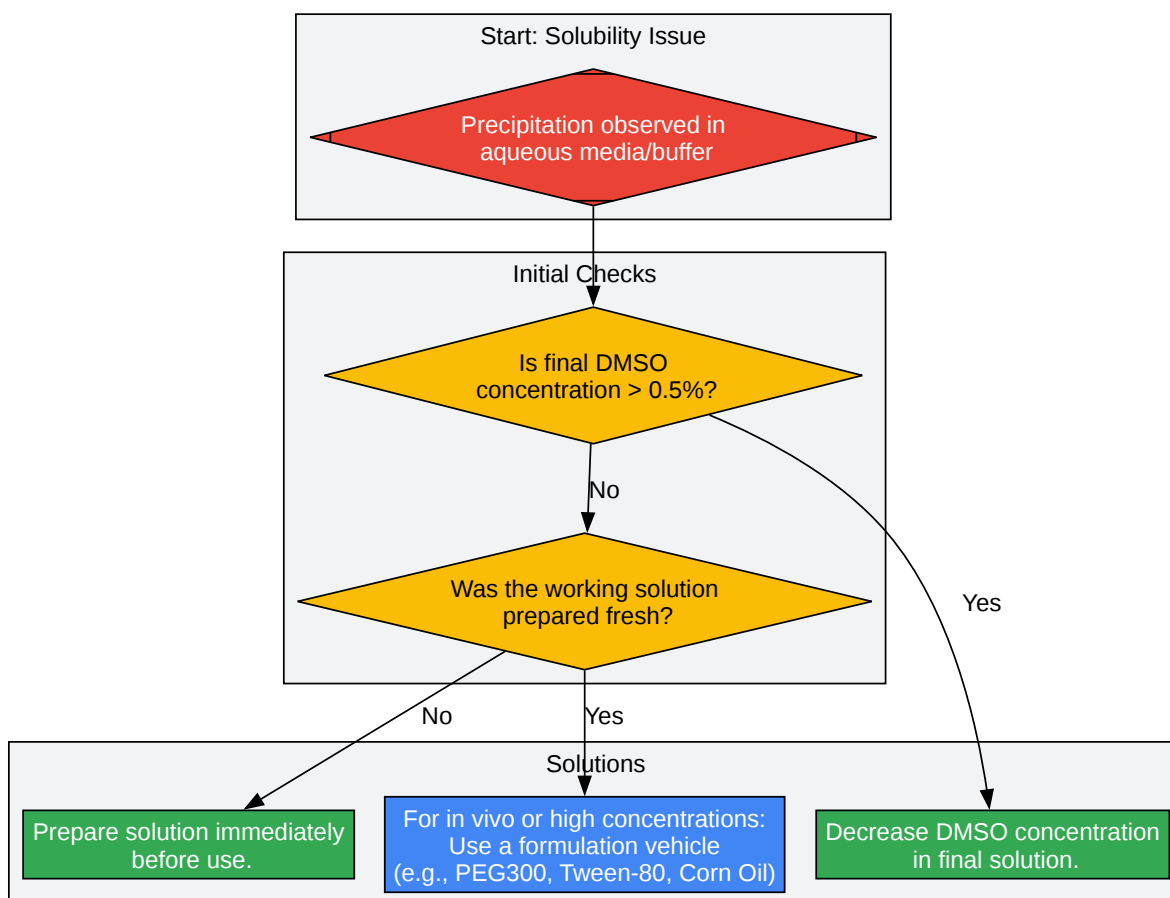 Start: Solubility Issue
Precipitation observed in
aqueous media/buffer
Initial Checks
Is final DMSO
concentration > 0.5%?
No
Was the working solution
prepared fresh?
Yes
No
Yes
Solutions
Prepare solution immediately
before use.
For in vivo or high concentrations:
Use a formulation vehicle
(e.g., PEG300, Tween-80, Corn Oil)
Decrease DMSO concentration
in final solution.